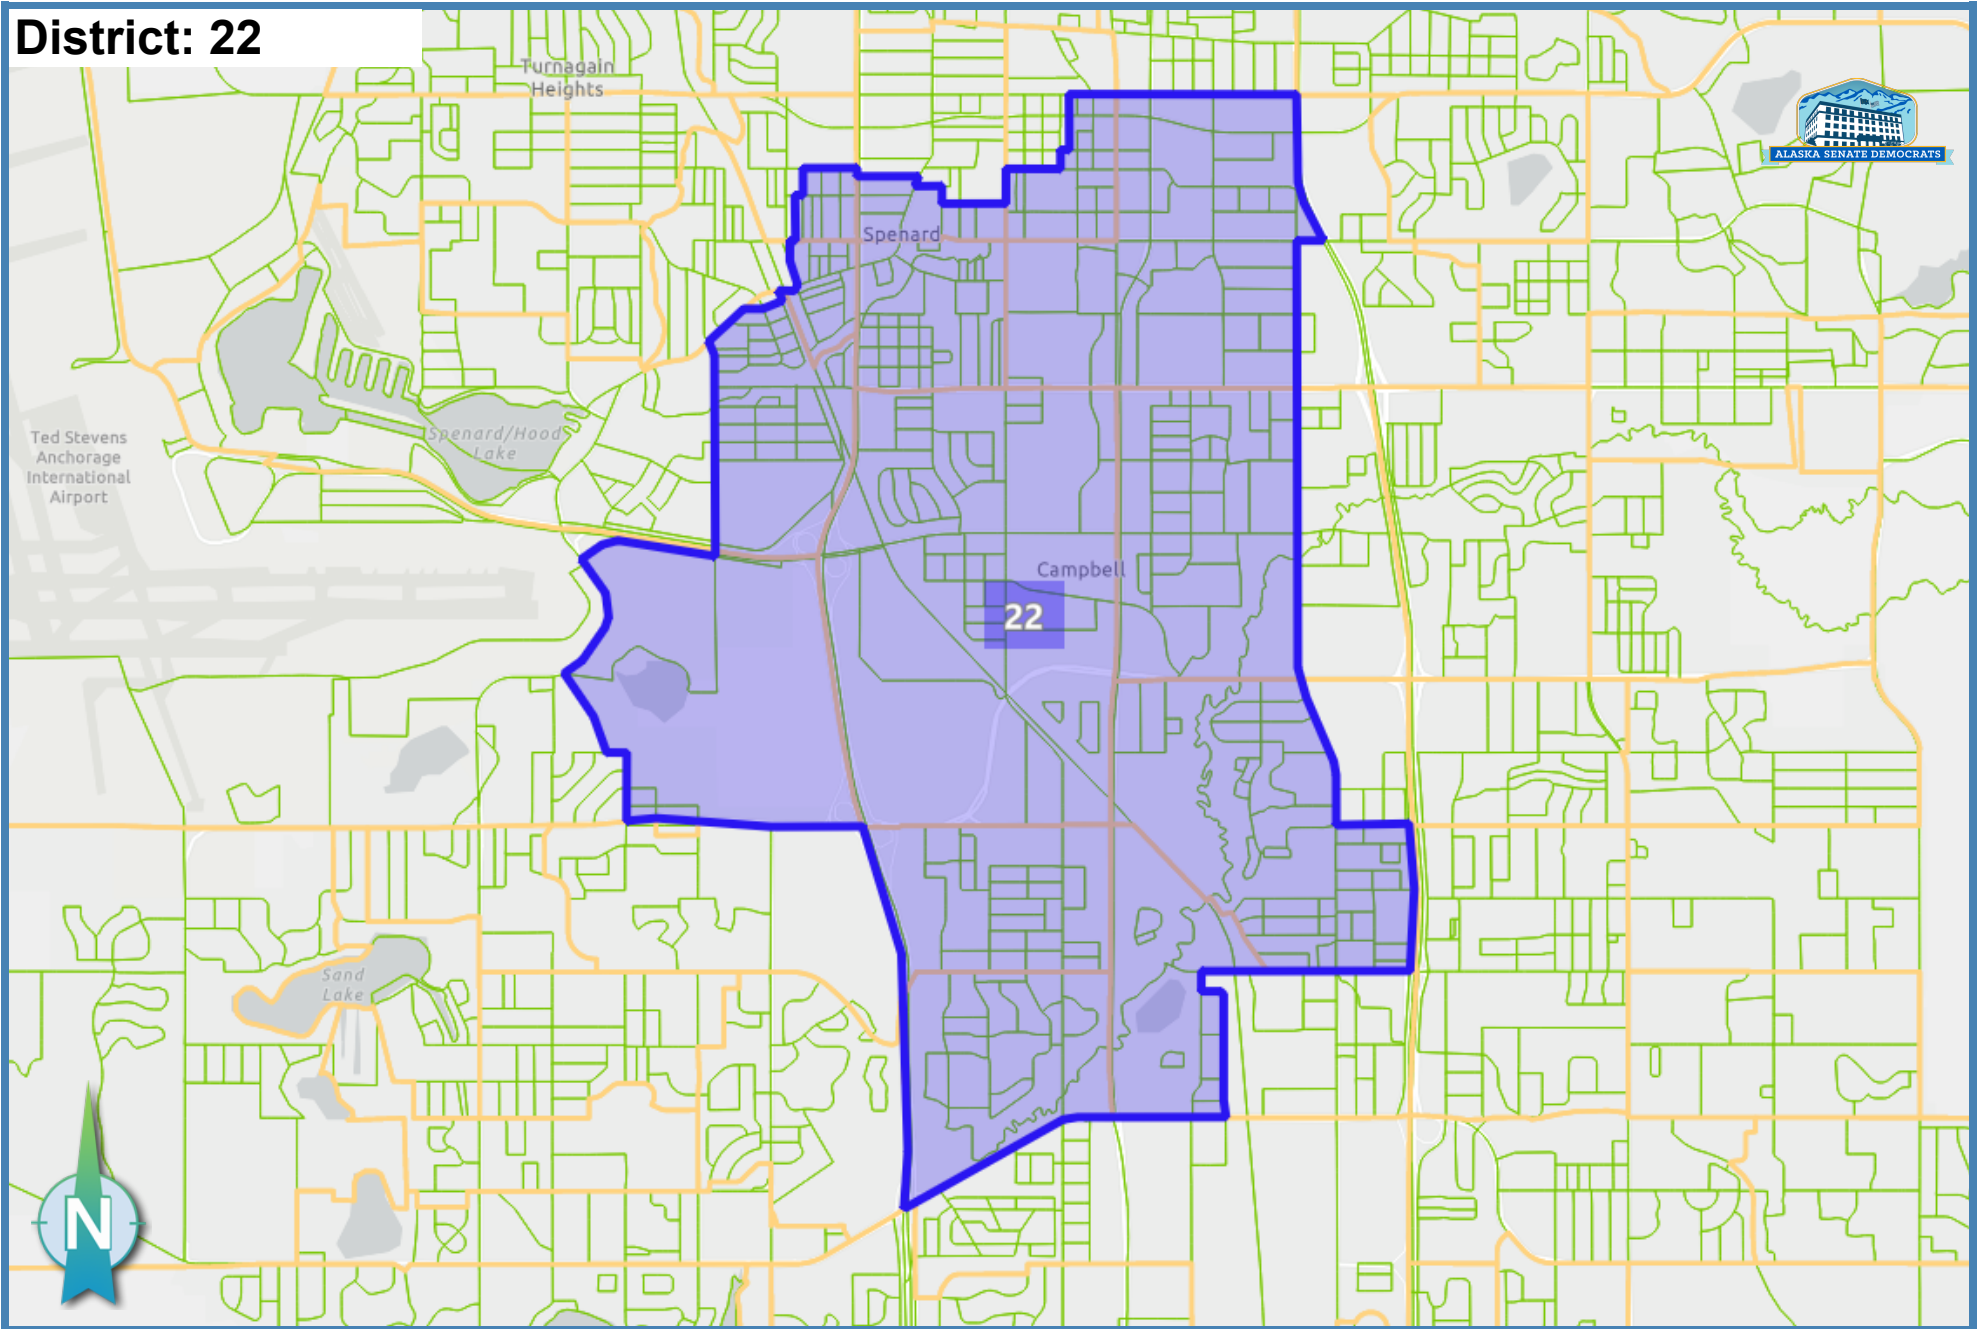 District: 22
Turnagain
Heights
ALASKA SENATE DEMOCRATS
Spenard
Ted Stevens
Anchorage
International
Airport
Spenard/Hood
Lake
Campbell
22
Sand
Lake
N